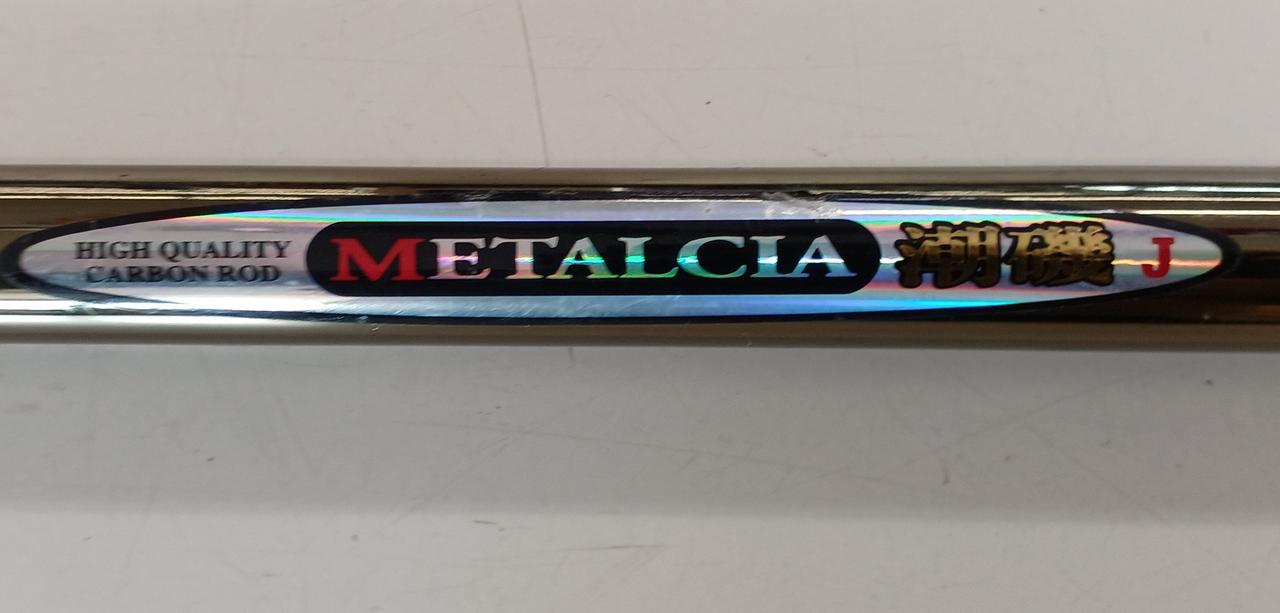 HIGH QUALITY
CARBON ROD
METALCIA 潮磯 J